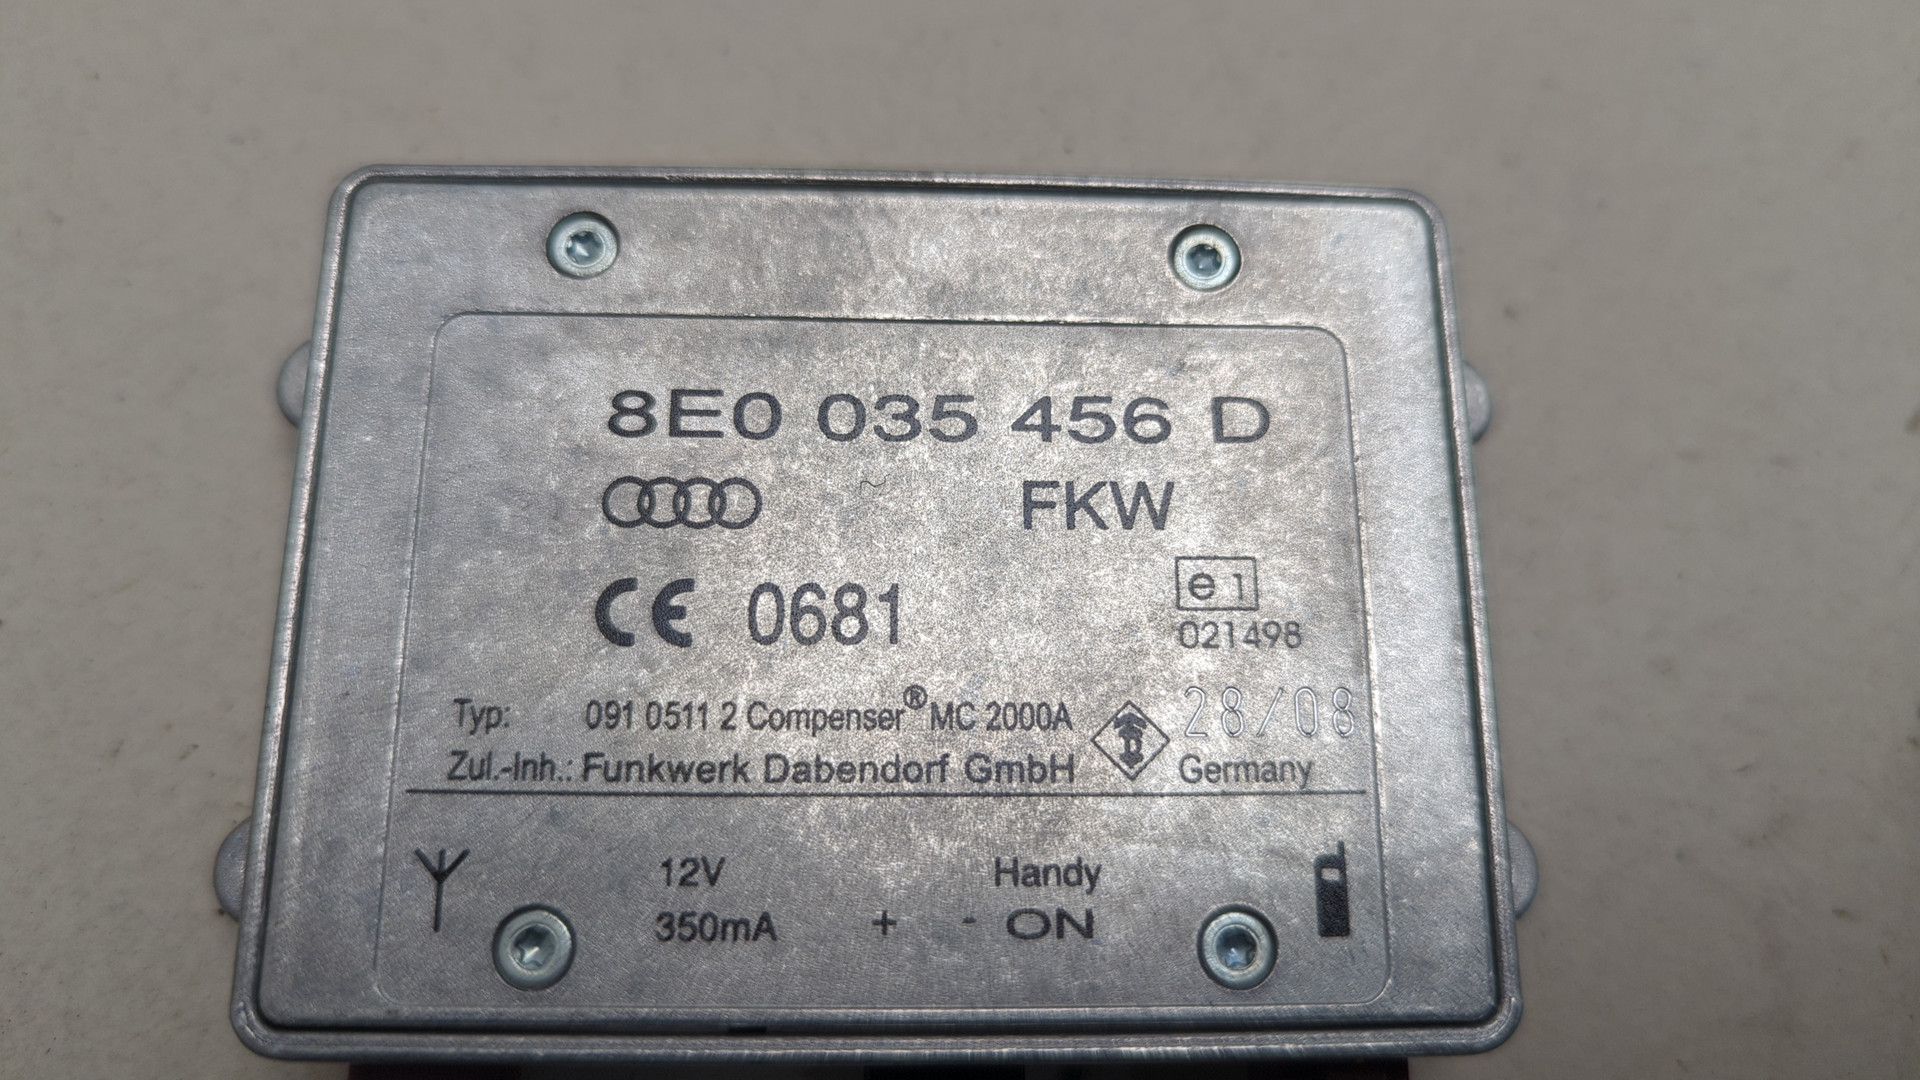 8E0 035 456 D
FKW
CE 0681
e 1
021498
Typ: 091 0511 2 Compenser® MC 2000A
28/08
Zul.-Inh.: Funkwerk Dabendorf GmbH
D
Germany
12V
Handy
350mA + - ON